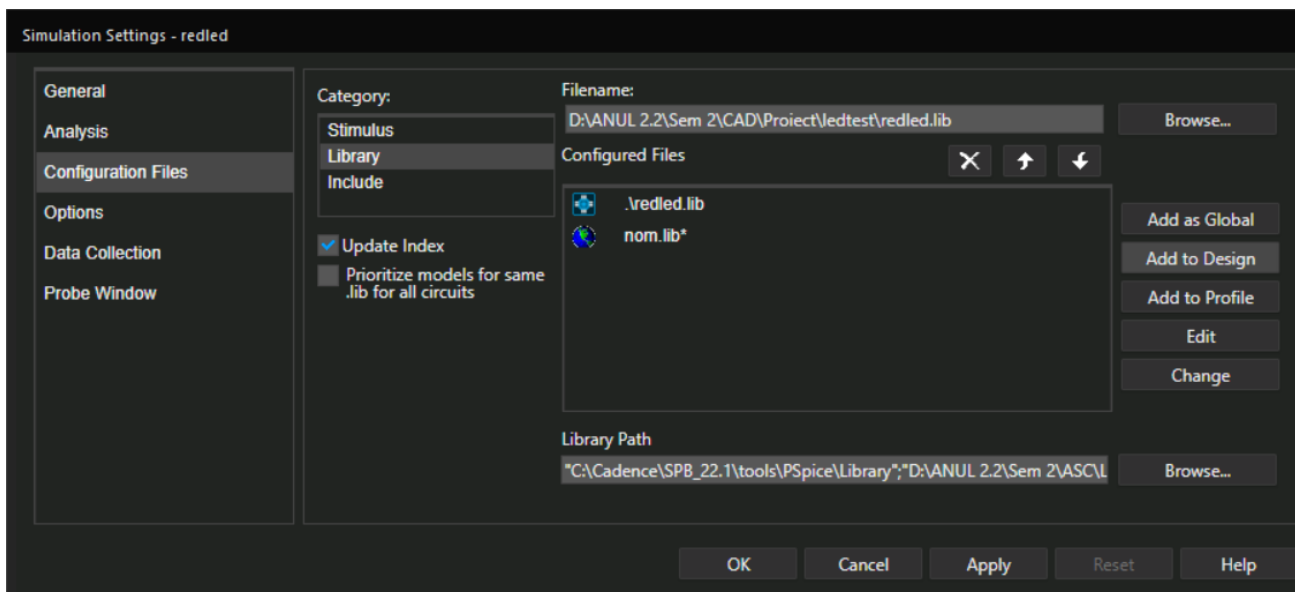 Simulation Settings - redled
General
Analysis
Configuration Files
Options
Data Collection
Probe Window
Category:
Stimulus
Library
Include
Update Index
Prioritize models for same
.lib for all circuits
Filename:
D:\ANUL 2.2\Sem 2\CAD\Proiect\ledtest\redled.lib
Browse...
Configured Files
.\redled.lib
nom.lib*
Add as Global
Add to Design
Add to Profile
Edit
Change
Library Path
"C:\Cadence\SPB_22.1\tools\PSpice\Library";"D:\ANUL 2.2\Sem 2\ASC\L
Browse...
OK
Cancel
Apply
Reset
Help